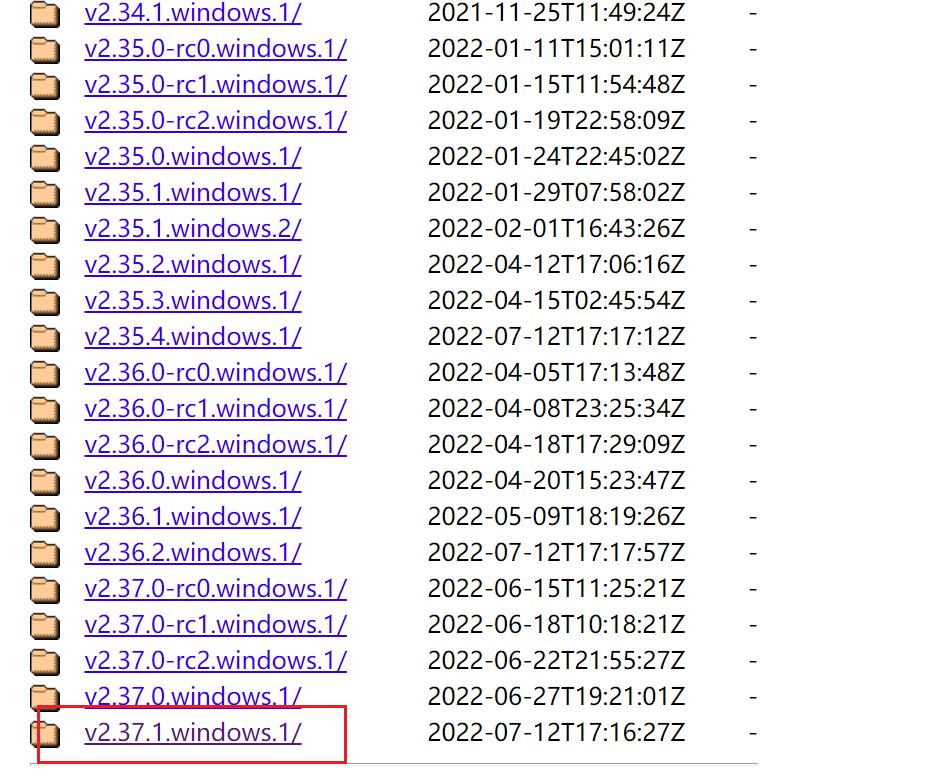 v2.34.1.windows.1/ 2021-11-25T11:49:24Z -
v2.35.0-rc0.windows.1/ 2022-01-11T15:01:11Z -
v2.35.0-rc1.windows.1/ 2022-01-15T11:54:48Z -
v2.35.0-rc2.windows.1/ 2022-01-19T22:58:09Z -
v2.35.0.windows.1/ 2022-01-24T22:45:02Z -
v2.35.1.windows.1/ 2022-01-29T07:58:02Z -
v2.35.1.windows.2/ 2022-02-01T16:43:26Z -
v2.35.2.windows.1/ 2022-04-12T17:06:16Z -
v2.35.3.windows.1/ 2022-04-15T02:45:54Z -
v2.35.4.windows.1/ 2022-07-12T17:17:12Z -
v2.36.0-rc0.windows.1/ 2022-04-05T17:13:48Z -
v2.36.0-rc1.windows.1/ 2022-04-08T23:25:34Z -
v2.36.0-rc2.windows.1/ 2022-04-18T17:29:09Z -
v2.36.0.windows.1/ 2022-04-20T15:23:47Z -
v2.36.1.windows.1/ 2022-05-09T18:19:26Z -
v2.36.2.windows.1/ 2022-07-12T17:17:57Z -
v2.37.0-rc0.windows.1/ 2022-06-15T11:25:21Z -
v2.37.0-rc1.windows.1/ 2022-06-18T10:18:21Z -
v2.37.0-rc2.windows.1/ 2022-06-22T21:55:27Z -
v2.37.0.windows.1/ 2022-06-27T19:21:01Z -
v2.37.1.windows.1/ 2022-07-12T17:16:27Z -